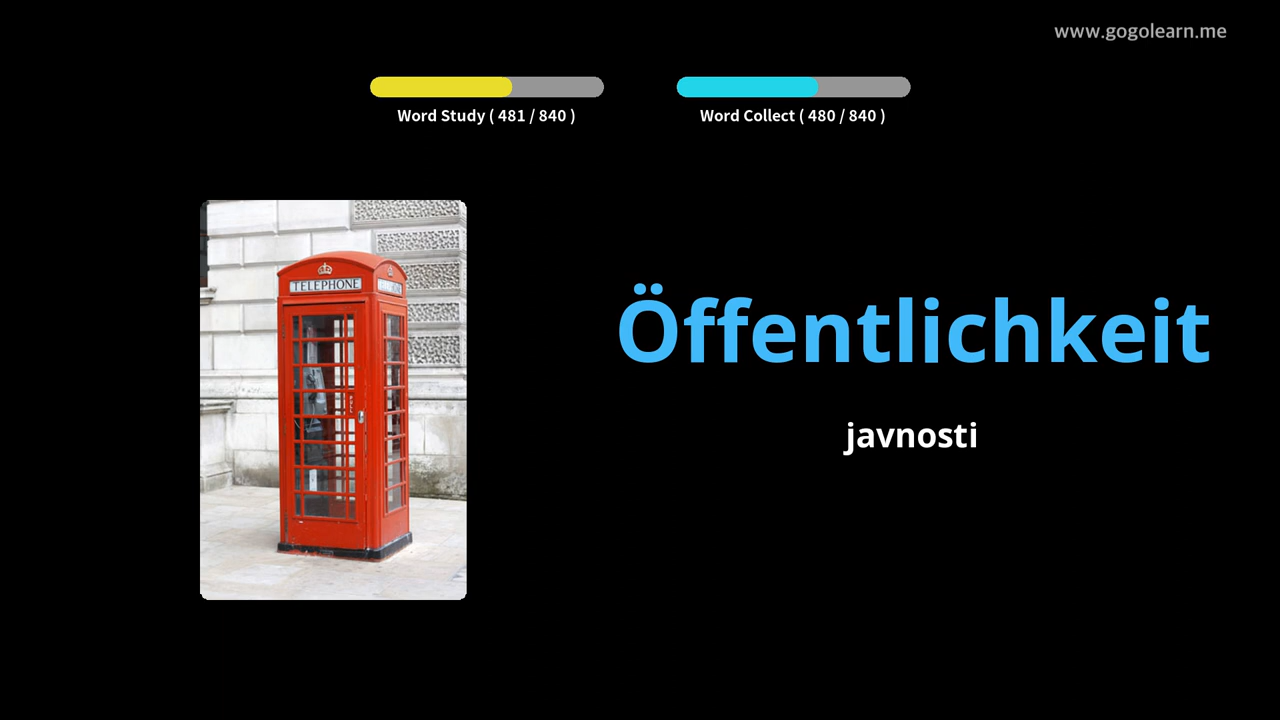 www.gogolearn.me
Word Study ( 481 / 840 )
Word Collect ( 480 / 840 )
TELEPHONE
Öffentlichkeit
javnosti